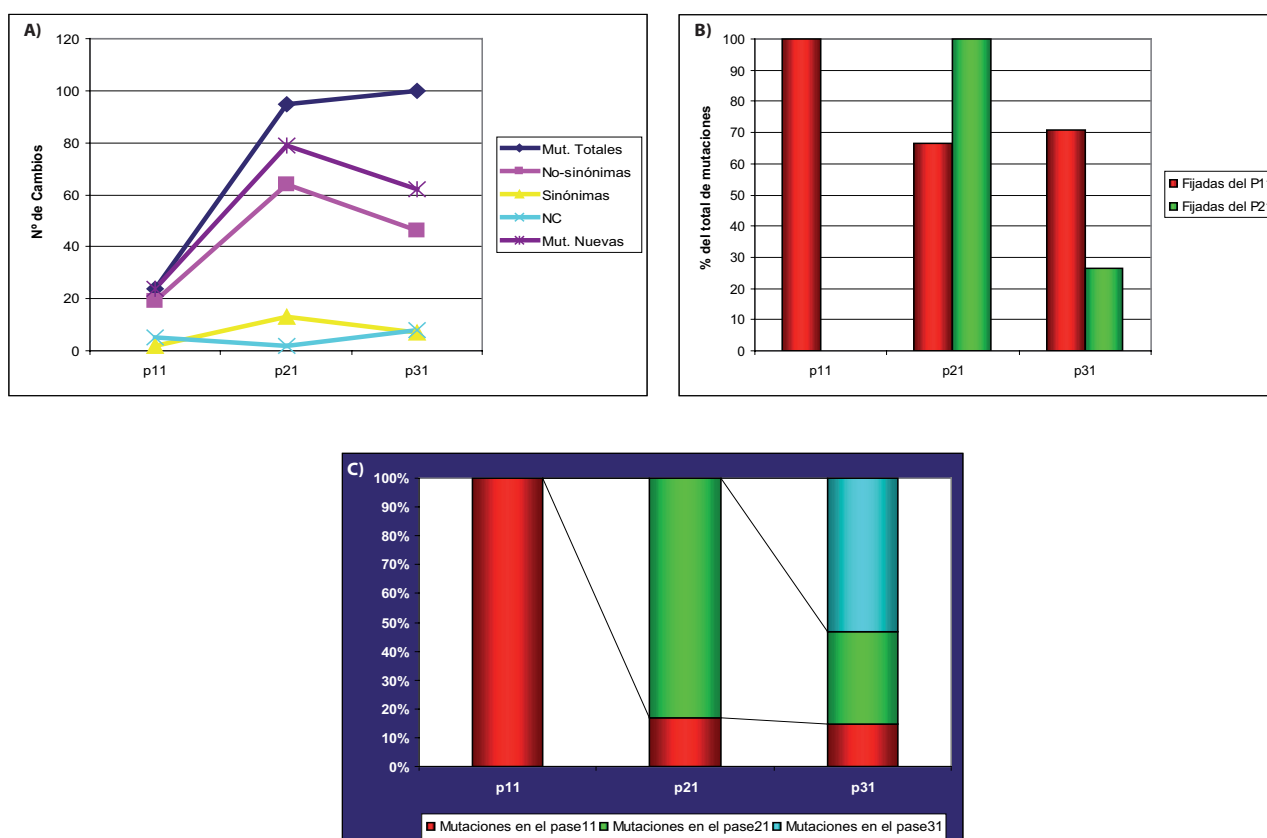 A)
120
100
80
60
40
20
0
Nº de Cambios
p11
p21
p31
Mut. Totales
No-sinónimas
Sinónimas
NC
Mut. Nuevas
B)
100
90
80
70
60
50
40
30
20
10
0
% del total de mutaciones
p11
p21
p31
Fijadas del P11
Fijadas del P21
C)
100%
90%
80%
70%
60%
50%
40%
30%
20%
10%
0%
p11
p21
p31
Mutaciones en el pase11
Mutaciones en el pase21
Mutaciones en el pase31